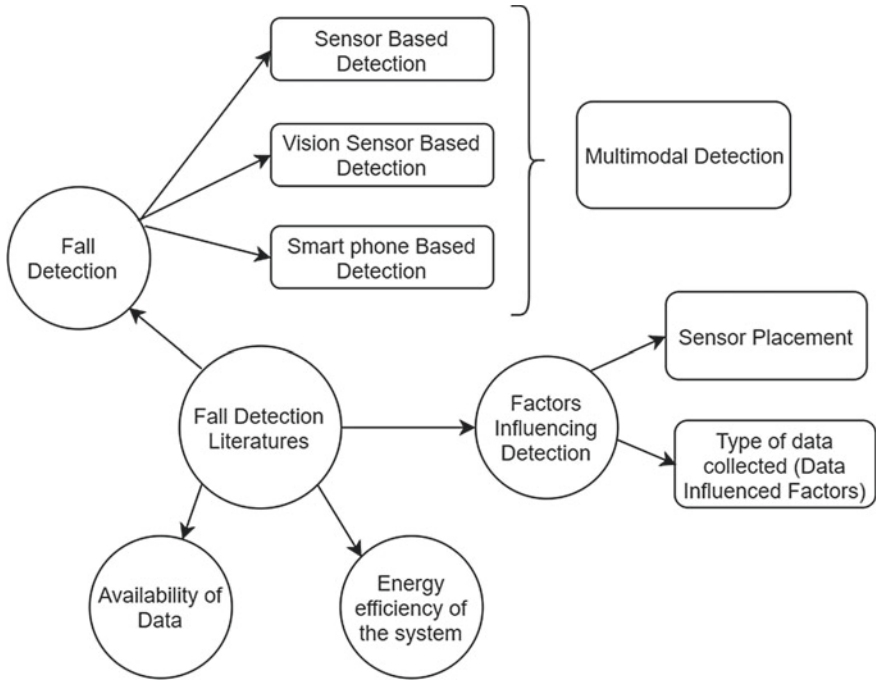 Sensor Based
Detection
Vision Sensor Based
Detection
Smart phone Based
Detection
Multimodal Detection
Fall
Detection
Sensor Placement
Fall Detection
Literatures
Factors
Influencing
Detection
Type of data
collected (Data
Influenced Factors)
Availability of
Data
Energy
efficiency of
the system